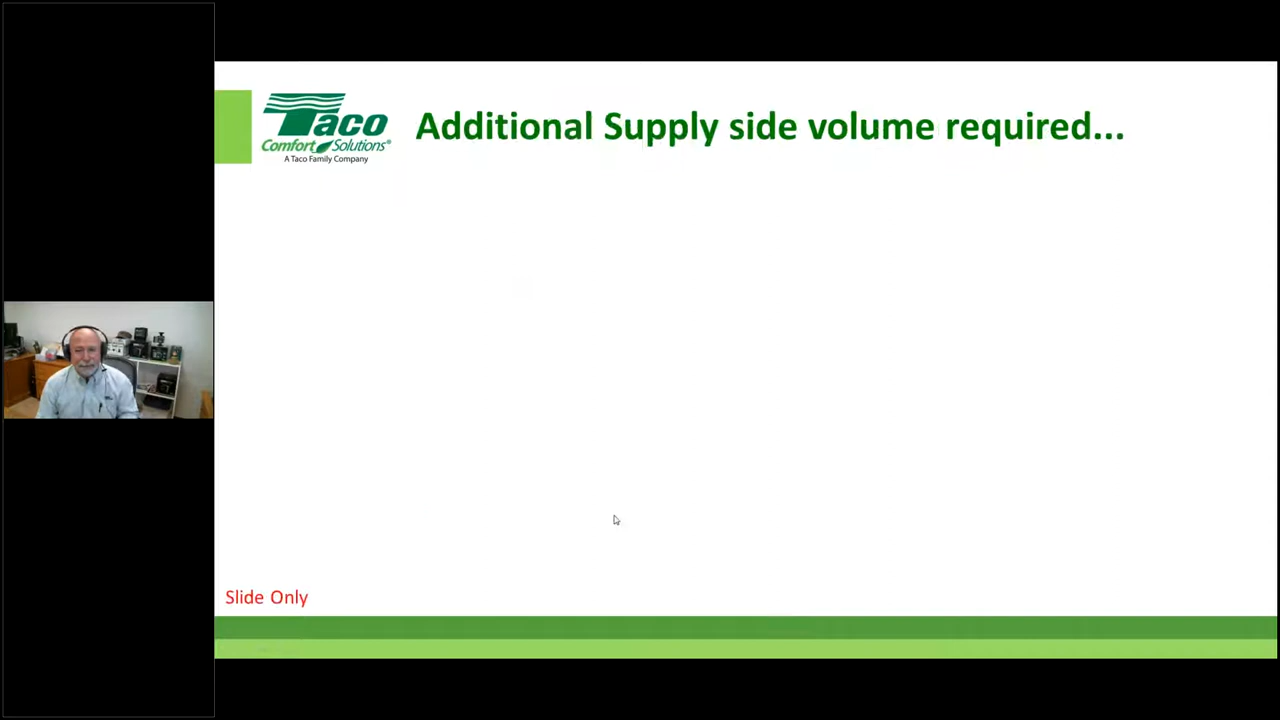 Taco
Comfort Solutions®
A Taco Family Company
Additional Supply side volume required...
Slide Only